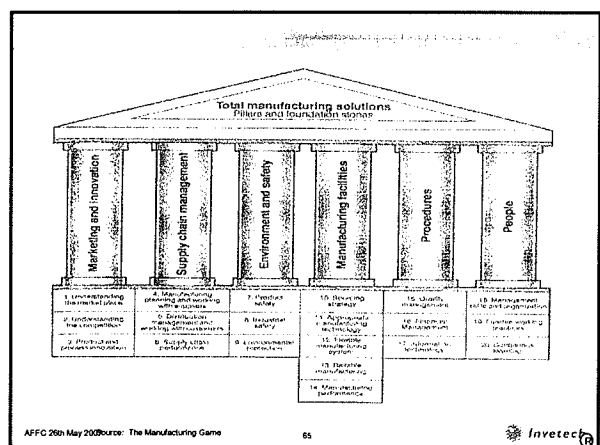 Total manufacturing solutions
Pillars and foundation stones
Marketing and innovation
Supply chain management
Environment and safety
Manufacturing facilities
Procedures
People
1. Understanding
the market place
2. Understanding
the competition
3. Product and
process innovation
4. Manufacturing
planning and working
with suppliers
5. Distribution
management and
working with customers
6. Supply chain
performance
7. Product
safety
8. Industrial
safety
9. Environmental
protection
10. Sourcing
strategy
11. Appropriate
manufacturing
technology
12. Flexible
manufacturing
system
13. Reliable
manufacturing
14. Manufacturing
performance
15. Quality
management
16. Financial
Management
17. Information
technology
18. Management
skills and organisation
19. Flexible working
practices
20. Continuous
learning
AFFC 26th May Source: The Manufacturing Game
65
invetech